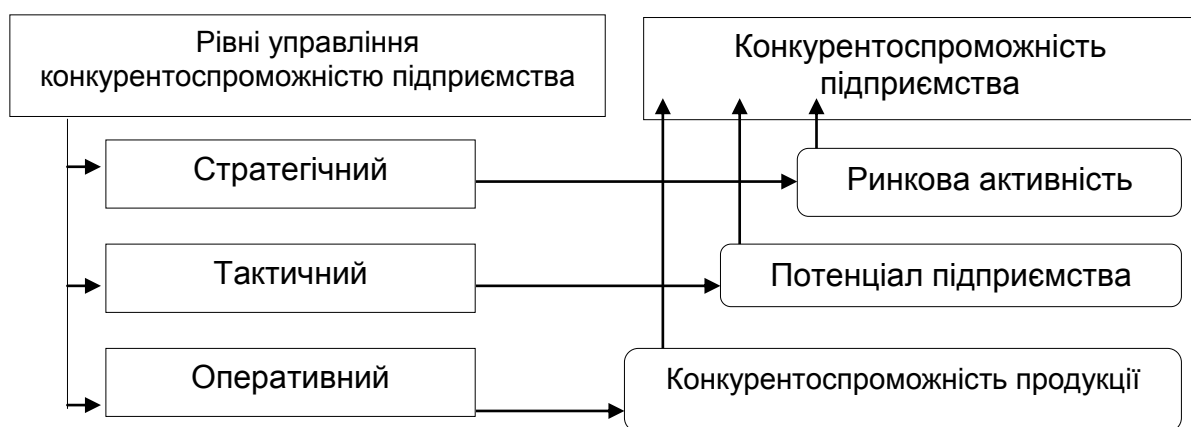 Рівні управління
конкурентоспроможністю підприємства
Конкурентоспроможність
підприємства
Стратегічний
Ринкова активність
Тактичний
Потенціал підприємства
Оперативний
Конкурентоспроможність продукції